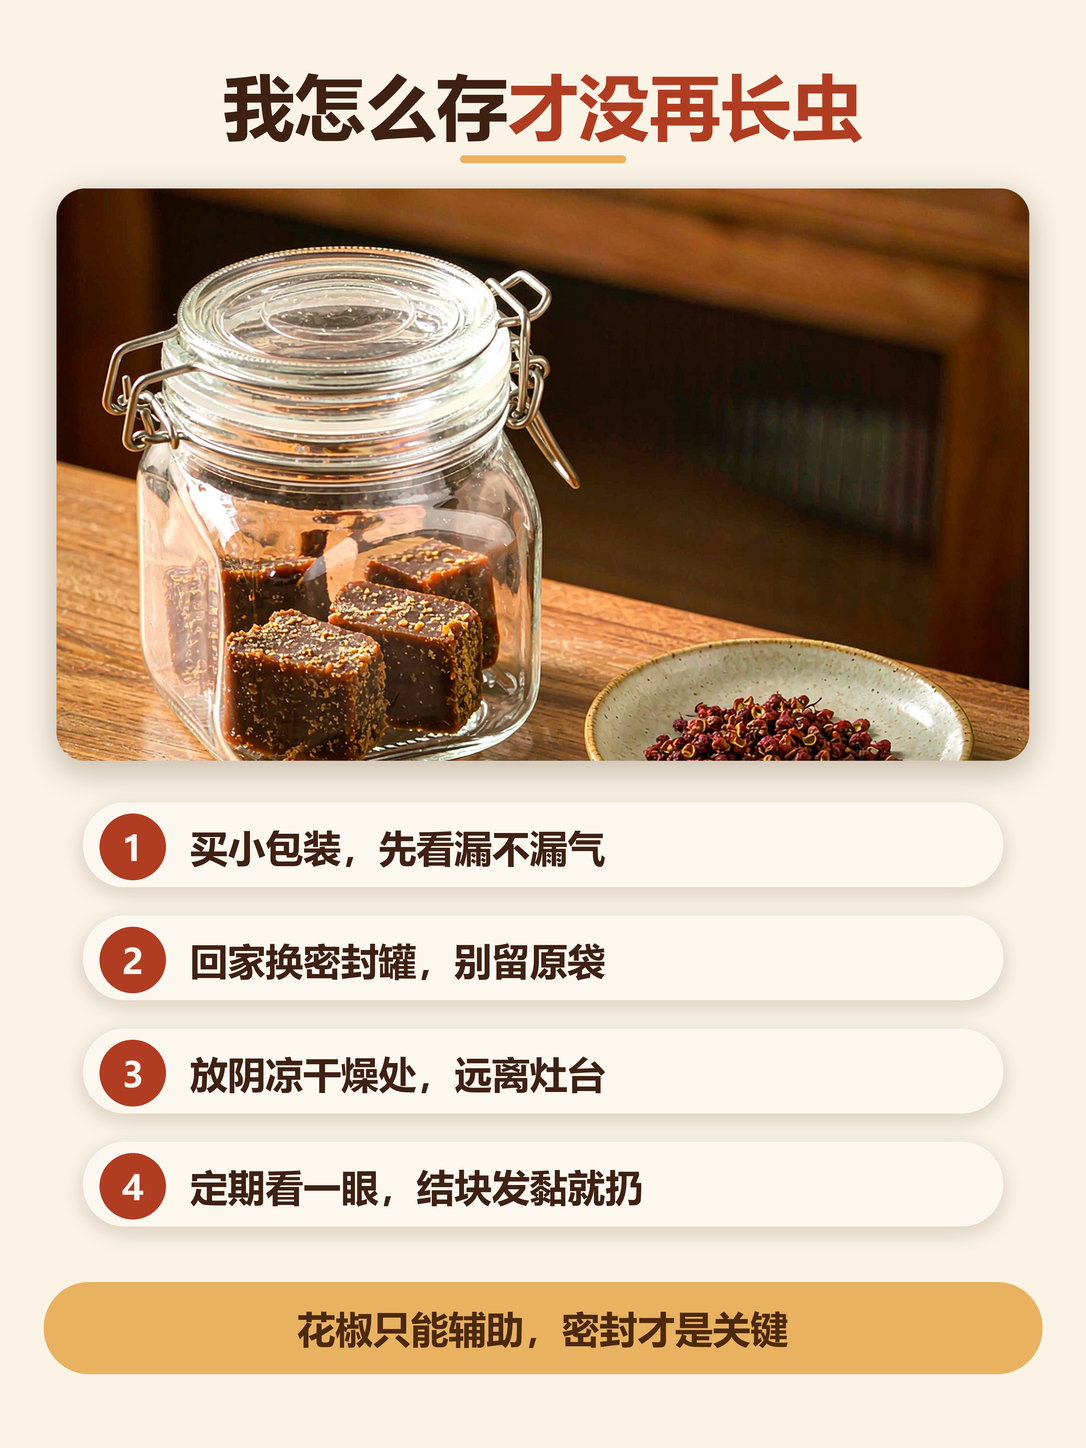 我怎么存才没再长虫
1 买小包装，先看漏不漏气
2 回家换密封罐，别留原袋
3 放阴凉干燥处，远离灶台
4 定期看一眼，结块发黏就扔
花椒只能辅助，密封才是关键